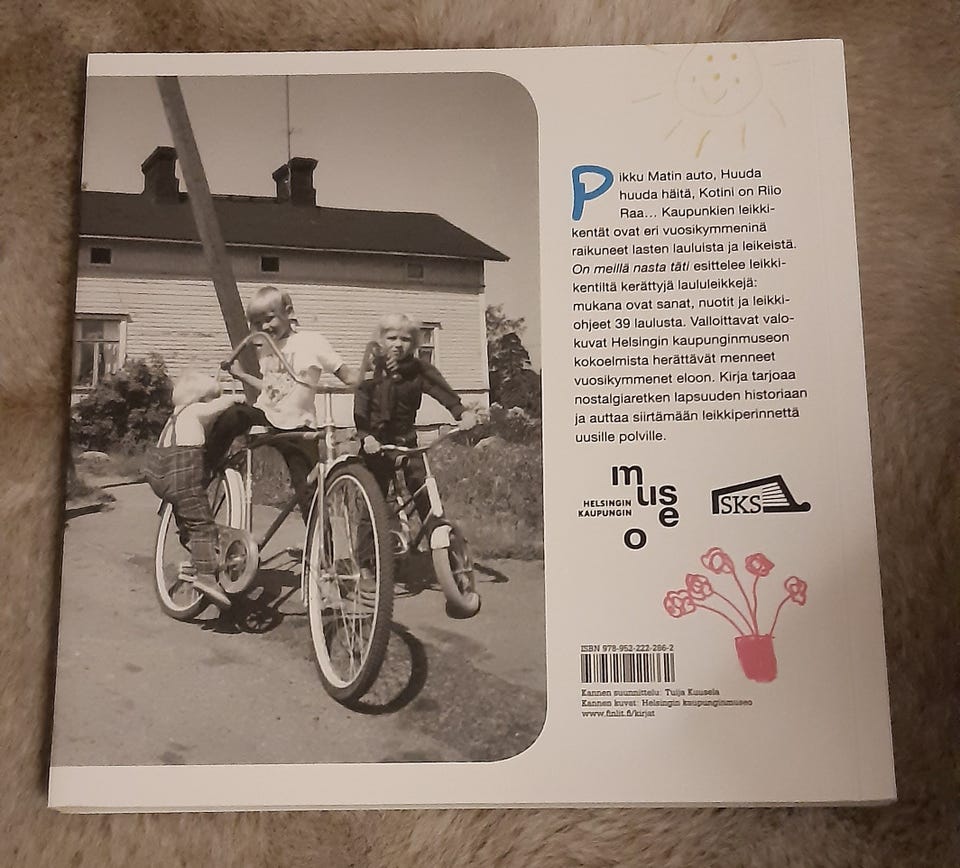 Pikku Matin auto, Huuda
huuda häitä, Kotini on Riio
Raa... Kaupunkien leikki-
kentät ovat eri vuosikymmeninä
raikuneet lasten lauluista ja leikeistä.
On meillä nasta täti esittelee leikki-
kentiltä kerättyjä laululeikkejä:
mukana ovat sanat, nuotit ja leikki-
ohjeet 39 laulusta. Valloittavat valo-
kuvat Helsingin kaupunginmuseon
kokoelmista herättävät menneet
vuosikymmenet eloon. Kirja tarjoaa
nostalgiaretken lapsuuden historiaan
ja auttaa siirtämään leikkiperinnettä
uusille polville.
HELSINGIN
KAUPUNGIN
museo
SKS
ISBN 978-952-222-286-2
Kannen suunnittelu: Tuija Kuusela
Kannen kuvat: Helsingin kaupunginmuseo
www.finlit.fi/kirjat